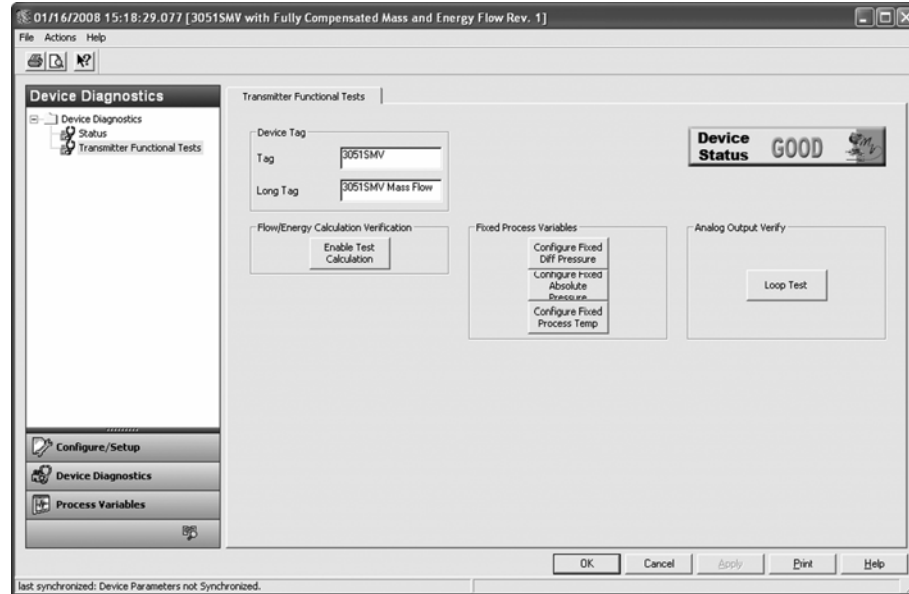 01/16/2008 15:18:29.077 [3051SMV with Fully Compensated Mass and Energy Flow Rev. 1]
File Actions Help
Device Diagnostics
Device Diagnostics
Status
Transmitter Functional Tests
Transmitter Functional Tests
Device Tag
Tag
3051SMV
Long Tag
3051SMV Mass Flow
Device
Status
GOOD
Flow/Energy Calculation Verification
Enable Test
Calculation
Fixed Process Variables
Configure Fixed
Diff Pressure
Configure Fixed
Absolute
Pressure
Configure Fixed
Process Temp
Analog Output Verify
Loop Test
Configure/Setup
Device Diagnostics
Process Variables
OK Cancel Apply Print Help
last synchronized: Device Parameters not Synchronized.